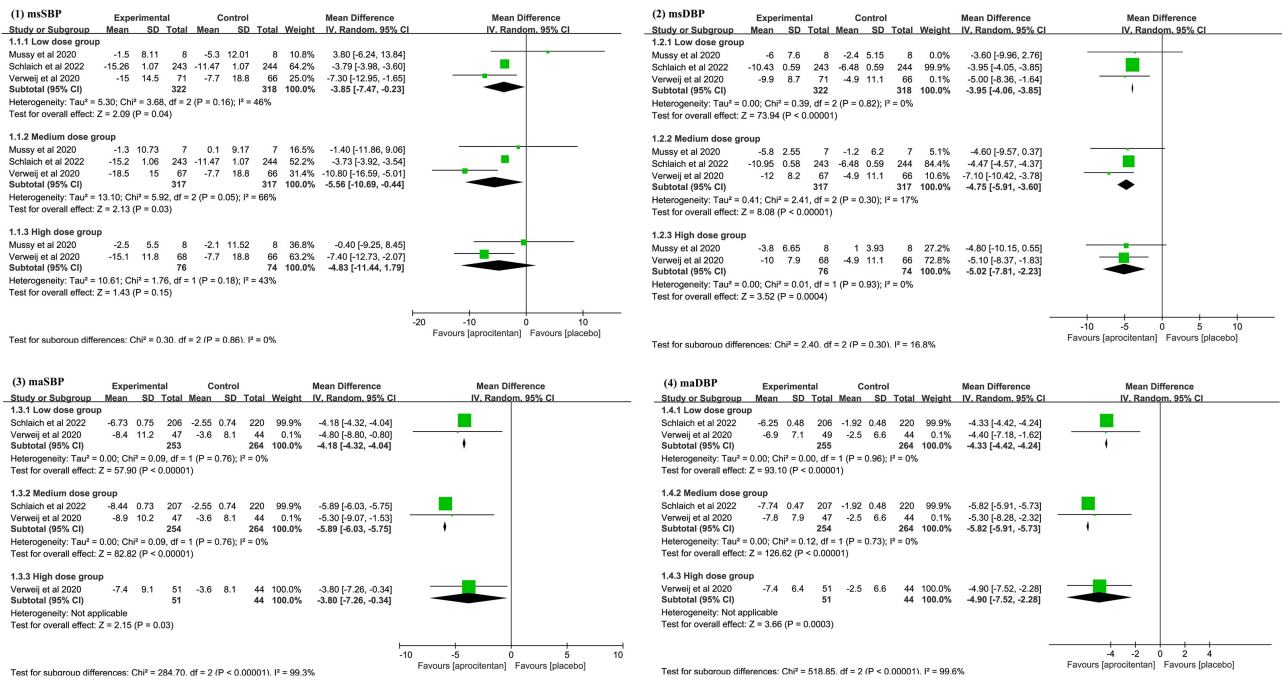 (1) msSBP
Experimental Control Mean Difference Mean Difference
Study or Subgroup Mean SD Total Mean SD Total Weight IV. Random. 95% CI IV. Random. 95% CI
1.1.1 Low dose group
Mussy et al 2020 -1.5 8.11 8 -5.3 12.01 8 10.8% 3.80 [-6.24, 13.84]
Schlaich et al 2022 -15.26 1.07 243 -11.47 1.07 244 64.2% -3.79 [-3.98, -3.60]
Verweij et al 2020 -15 14.5 71 -7.7 18.8 66 25.0% -7.30 [-12.95, -1.65]
Subtotal (95% CI) 322 318 100.0% -3.85 [-7.47, -0.23]
Heterogeneity: Tau² = 5.30; Chi² = 3.68, df = 2 (P = 0.16); I² = 46%
Test for overall effect: Z = 2.09 (P = 0.04)
1.1.2 Medium dose group
Mussy et al 2020 -1.3 10.73 7 0.1 9.17 7 16.5% -1.40 [-11.86, 9.06]
Schlaich et al 2022 -15.2 1.06 243 -11.47 1.07 244 52.2% -3.73 [-3.92, -3.54]
Verweij et al 2020 -18.5 15 67 -7.7 18.8 66 31.4% -10.80 [-16.59, -5.01]
Subtotal (95% CI) 317 317 100.0% -5.56 [-10.69, -0.44]
Heterogeneity: Tau² = 13.10; Chi² = 5.92, df = 2 (P = 0.05); I² = 66%
Test for overall effect: Z = 2.13 (P = 0.03)
1.1.3 High dose group
Mussy et al 2020 -2.5 5.5 8 -2.1 11.52 8 36.8% -0.40 [-9.25, 8.45]
Verweij et al 2020 -15.1 11.8 68 -7.7 18.8 66 63.2% -7.40 [-12.73, -2.07]
Subtotal (95% CI) 76 74 100.0% -4.83 [-11.44, 1.79]
Heterogeneity: Tau² = 10.61; Chi² = 1.76, df = 1 (P = 0.18); I² = 43%
Test for overall effect: Z = 1.43 (P = 0.15)
-20 -10 0 10
Favours [aprocitentan] Favours [placebo]
Test for subgroup differences: Chi² = 0.30. df = 2 (P = 0.86). I² = 0%
(2) msDBP
Experimental Control Mean Difference Mean Difference
Study or Subgroup Mean SD Total Mean SD Total Weight IV. Random. 95% CI IV. Random. 95% CI
1.2.1 Low dose group
Mussy et al 2020 -6 7.6 8 -2.4 5.15 8 0.0% -3.60 [-9.96, 2.76]
Schlaich et al 2022 -10.43 0.59 243 -6.48 0.59 244 99.9% -3.95 [-4.05, -3.85]
Verweij et al 2020 -9.9 8.7 71 -4.9 11.1 66 0.1% -5.00 [-8.36, -1.64]
Subtotal (95% CI) 322 318 100.0% -3.95 [-4.06, -3.85]
Heterogeneity: Tau² = 0.00; Chi² = 0.39, df = 2 (P = 0.82); I² = 0%
Test for overall effect: Z = 73.94 (P < 0.00001)
1.2.2 Medium dose group
Mussy et al 2020 -5.8 2.55 7 -1.2 6.2 7 5.1% -4.60 [-9.57, 0.37]
Schlaich et al 2022 -10.95 0.58 243 -6.48 0.59 244 84.4% -4.47 [-4.57, -4.37]
Verweij et al 2020 -12 8.2 67 -4.9 11.1 66 10.6% -7.10 [-10.42, -3.78]
Subtotal (95% CI) 317 317 100.0% -4.75 [-5.91, -3.60]
Heterogeneity: Tau² = 0.41; Chi² = 2.41, df = 2 (P = 0.30); I² = 17%
Test for overall effect: Z = 8.08 (P < 0.00001)
1.2.3 High dose group
Mussy et al 2020 -3.8 6.65 8 1 3.93 8 27.2% -4.80 [-10.15, 0.55]
Verweij et al 2020 -10 7.9 68 -4.9 11.1 66 72.8% -5.10 [-8.37, -1.83]
Subtotal (95% CI) 76 74 100.0% -5.02 [-7.81, -2.23]
Heterogeneity: Tau² = 0.00; Chi² = 0.01, df = 1 (P = 0.93); I² = 0%
Test for overall effect: Z = 3.52 (P = 0.0004)
-10 -5 0 5 10
Favours [aprocitentan] Favours [placebo]
Test for subgroup differences: Chi² = 2.40. df = 2 (P = 0.30). I² = 16.8%
(3) maSBP
Experimental Control Mean Difference Mean Difference
Study or Subgroup Mean SD Total Mean SD Total Weight IV. Random. 95% CI IV. Random. 95% CI
1.3.1 Low dose group
Schlaich et al 2022 -6.73 0.75 206 -2.55 0.74 220 99.9% -4.18 [-4.32, -4.04]
Verweij et al 2020 -8.4 11.2 47 -3.6 8.1 44 0.1% -4.80 [-8.80, -0.80]
Subtotal (95% CI) 253 264 100.0% -4.18 [-4.32, -4.04]
Heterogeneity: Tau² = 0.00; Chi² = 0.09, df = 1 (P = 0.76); I² = 0%
Test for overall effect: Z = 57.90 (P < 0.00001)
1.3.2 Medium dose group
Schlaich et al 2022 -8.44 0.73 207 -2.55 0.74 220 99.9% -5.89 [-6.03, -5.75]
Verweij et al 2020 -8.9 10.2 47 -3.6 8.1 44 0.1% -5.30 [-9.07, -1.53]
Subtotal (95% CI) 254 264 100.0% -5.89 [-6.03, -5.75]
Heterogeneity: Tau² = 0.00; Chi² = 0.09, df = 1 (P = 0.76); I² = 0%
Test for overall effect: Z = 82.82 (P < 0.00001)
1.3.3 High dose group
Verweij et al 2020 -7.4 9.1 51 -3.6 8.1 44 100.0% -3.80 [-7.26, -0.34]
Subtotal (95% CI) 51 44 100.0% -3.80 [-7.26, -0.34]
Heterogeneity: Not applicable
Test for overall effect: Z = 2.15 (P = 0.03)
-10 -5 0 5 10
Favours [aprocitentan] Favours [placebo]
Test for subgroup differences: Chi² = 284.70. df = 2 (P < 0.00001). I² = 99.3%
(4) maDBP
Experimental Control Mean Difference Mean Difference
Study or Subgroup Mean SD Total Mean SD Total Weight IV. Random. 95% CI IV. Random. 95% CI
1.4.1 Low dose group
Schlaich et al 2022 -6.25 0.48 206 -1.92 0.48 220 99.9% -4.33 [-4.42, -4.24]
Verweij et al 2020 -6.9 7.1 49 -2.5 6.6 44 0.1% -4.40 [-7.18, -1.62]
Subtotal (95% CI) 255 264 100.0% -4.33 [-4.42, -4.24]
Heterogeneity: Tau² = 0.00; Chi² = 0.00, df = 1 (P = 0.96); I² = 0%
Test for overall effect: Z = 93.10 (P < 0.00001)
1.4.2 Medium dose group
Schlaich et al 2022 -7.74 0.47 207 -1.92 0.48 220 99.9% -5.82 [-5.91, -5.73]
Verweij et al 2020 -7.8 7.9 47 -2.5 6.6 44 0.1% -5.30 [-8.28, -2.32]
Subtotal (95% CI) 254 264 100.0% -5.82 [-5.91, -5.73]
Heterogeneity: Tau² = 0.00; Chi² = 0.12, df = 1 (P = 0.73); I² = 0%
Test for overall effect: Z = 126.62 (P < 0.00001)
1.4.3 High dose group
Verweij et al 2020 -7.4 6.4 51 -2.5 6.6 44 100.0% -4.90 [-7.52, -2.28]
Subtotal (95% CI) 51 44 100.0% -4.90 [-7.52, -2.28]
Heterogeneity: Not applicable
Test for overall effect: Z = 3.66 (P = 0.0003)
-4 -2 0 2 4
Favours [aprocitentan] Favours [placebo]
Test for subgroup differences: Chi² = 518.85. df = 2 (P < 0.00001). I² = 99.6%